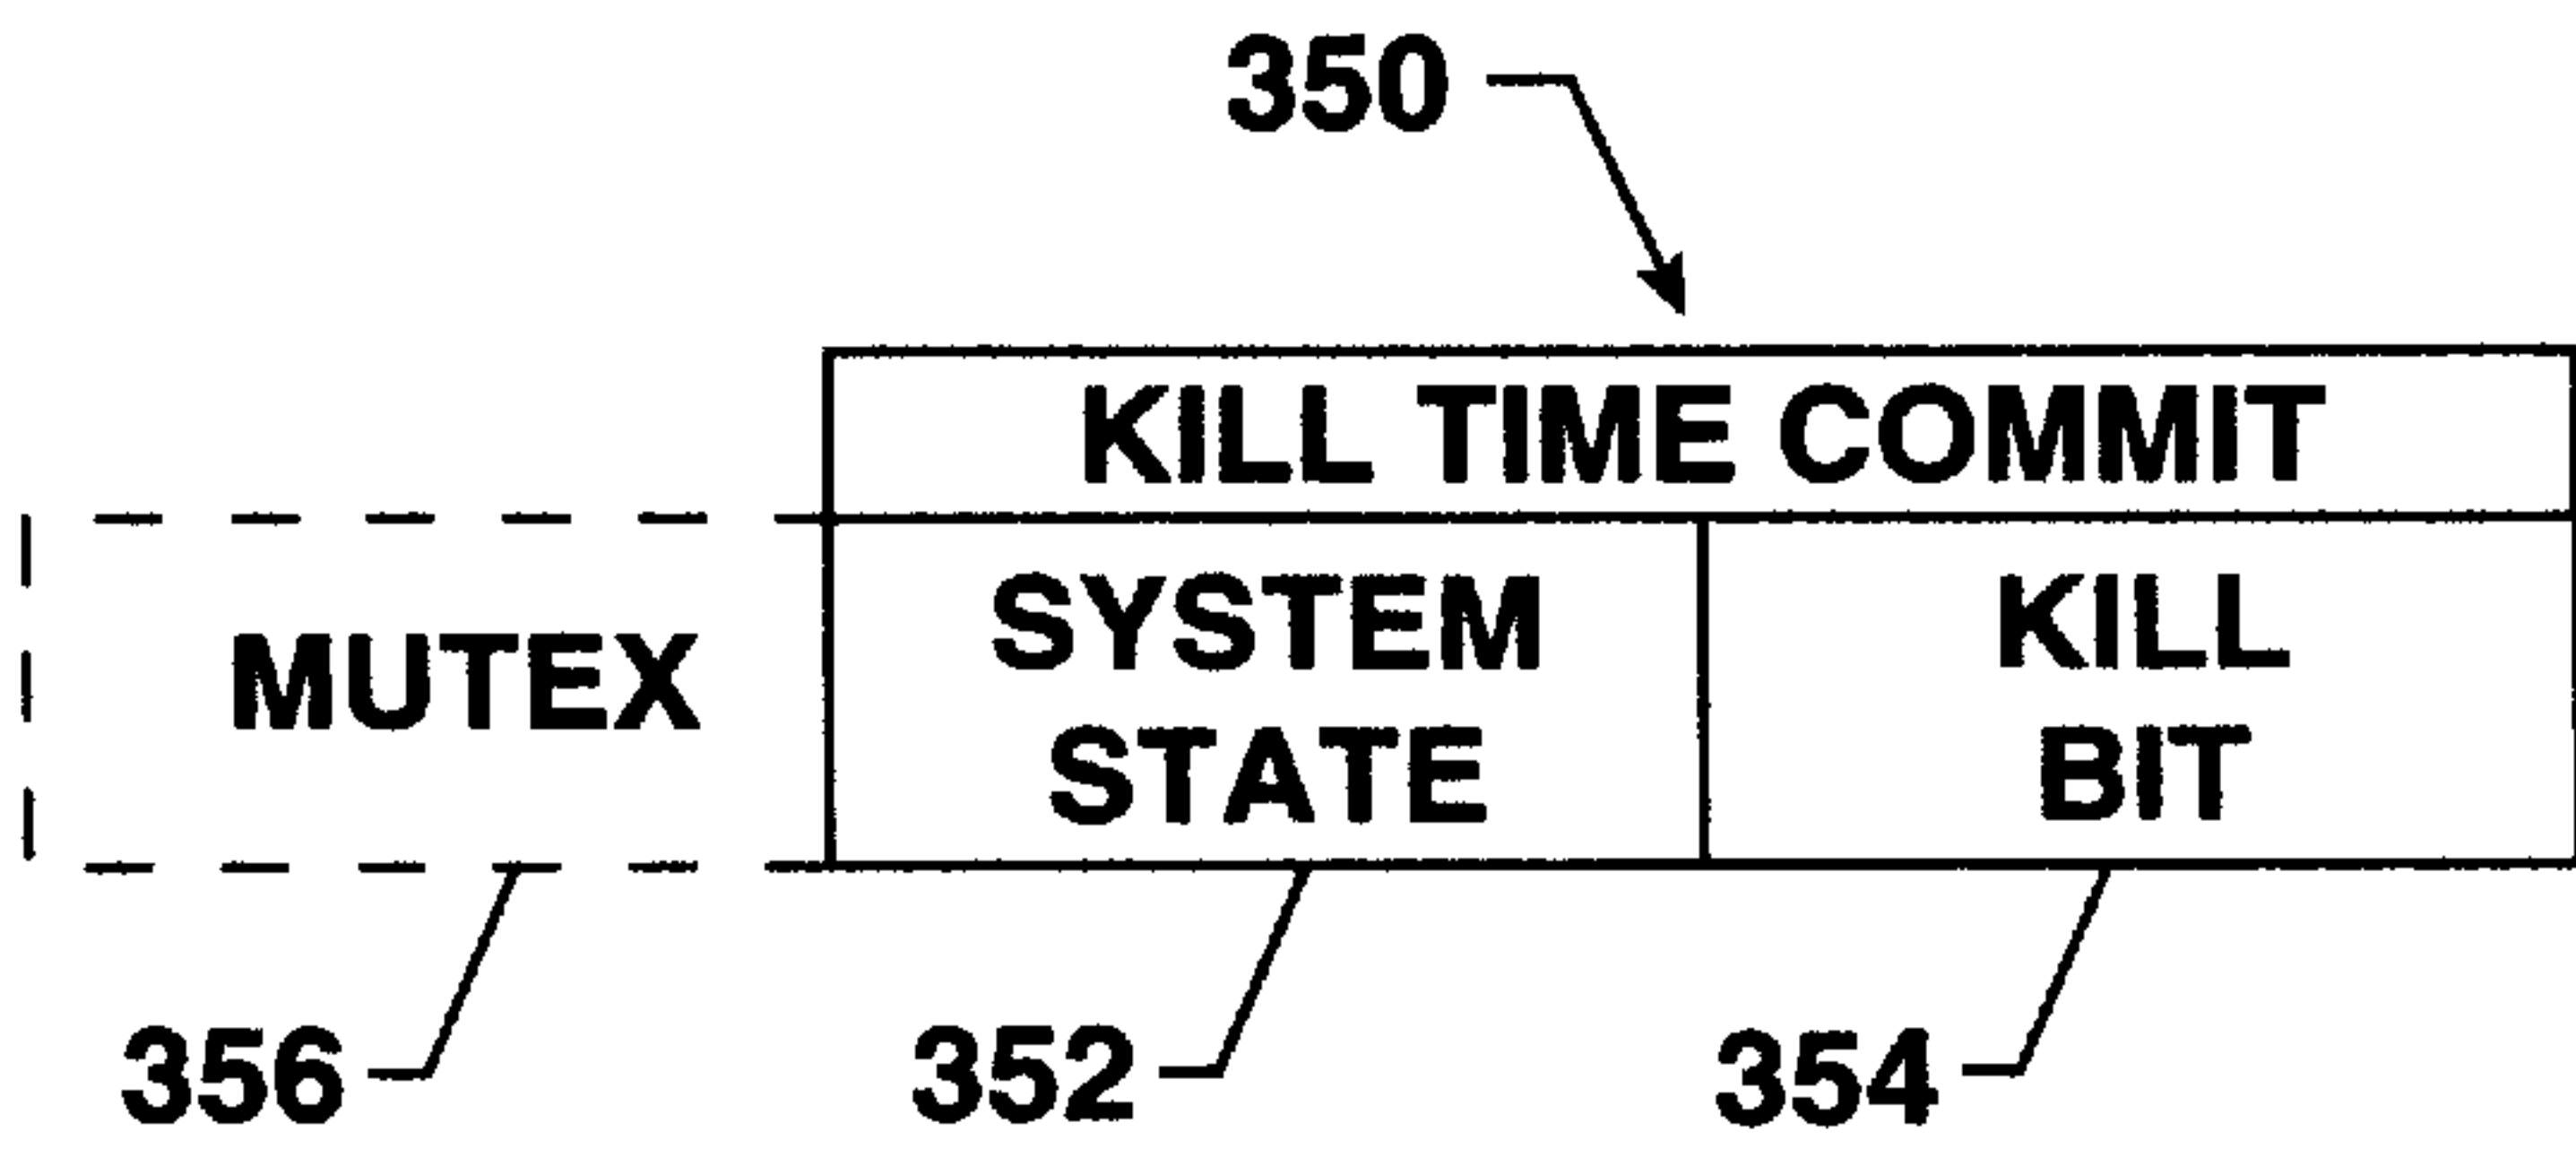 350
KILL TIME COMMIT
MUTEX
SYSTEM
STATE
KILL
BIT
356
352
354